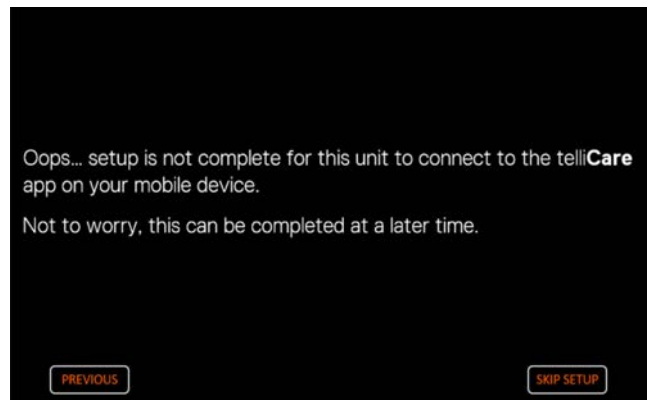 Oops... setup is not complete for this unit to connect to the telliCare
app on your mobile device.
Not to worry, this can be completed at a later time.
PREVIOUS
SKIP SETUP